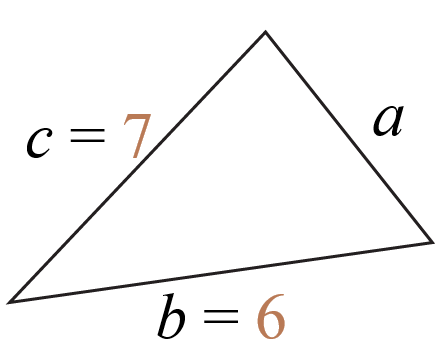 a
c = 7
b = 6